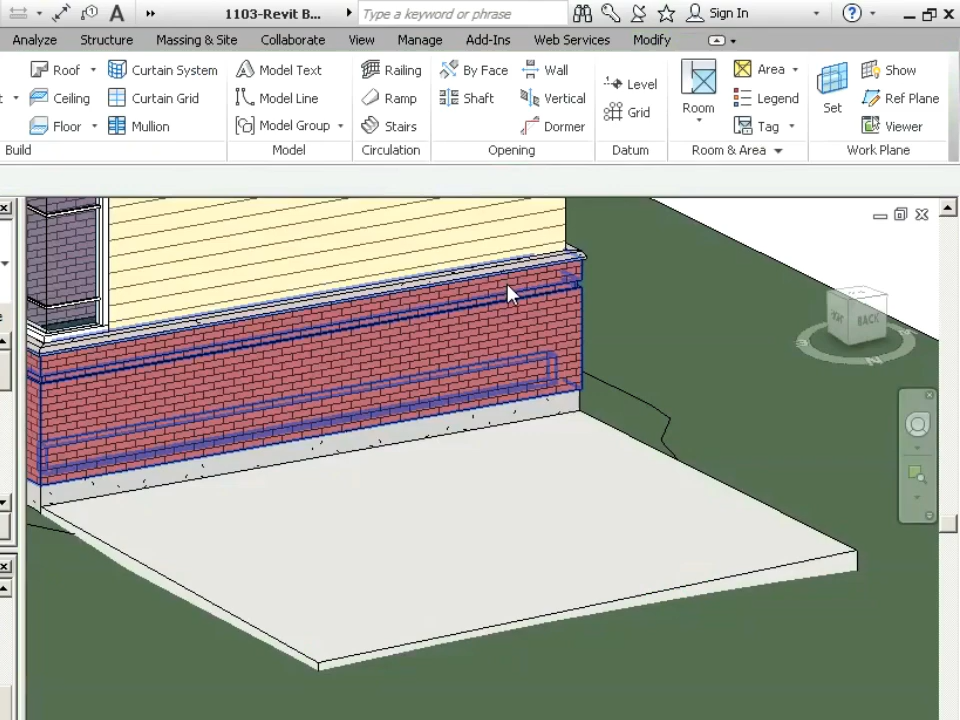 A 1103-Revit B... Type a keyword or phrase Sign In ?
Analyze Structure Massing & Site Collaborate View Manage Add-Ins Web Services Modify
Roof Curtain System Model Text Railing By Face Wall Level Room Area Set Show
Ceiling Curtain Grid Model Line Ramp Shaft Vertical Grid Legend Ref Plane
Floor Mullion Model Group Stairs Dormer Tag Viewer
Build Model Circulation Opening Datum Room & Area Work Plane
BACK
N